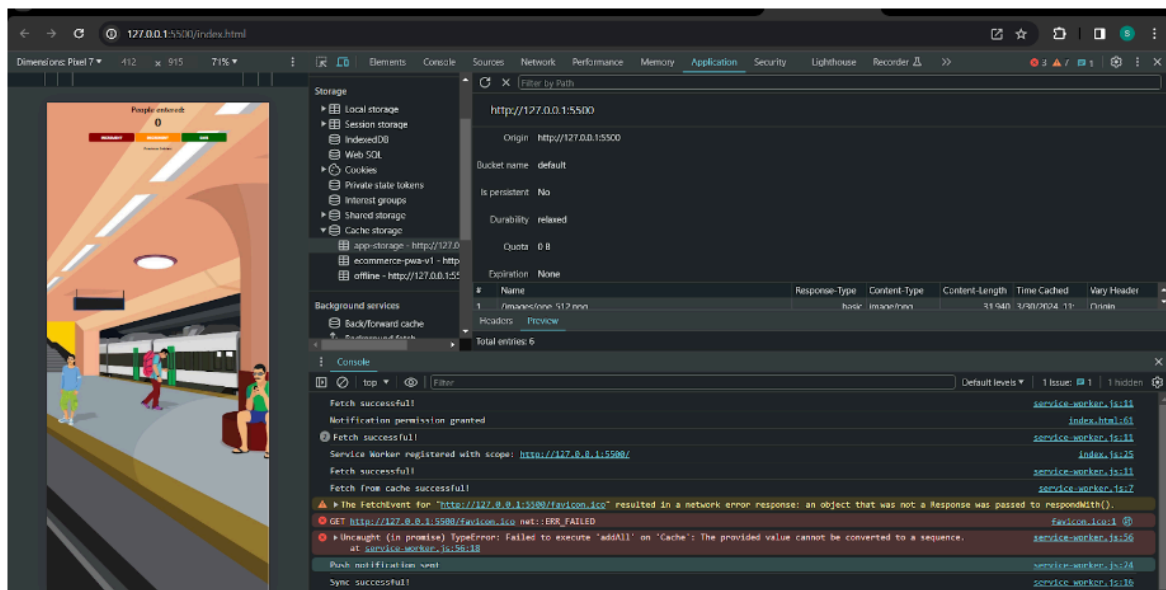 127.0.0.1:5500/index.html
Dimensions: Pixel 7 412 x 915 71%
Elements Console Sources Network Performance Memory Application Security Lighthouse Recorder 3 7 1
Storage
Local storage
Session storage
IndexedDB
Web SQL
Cookies
Private state tokens
Interest groups
Shared storage
Cache storage
app-storage - http://127.0
ecommerce-pwa-v1 - http
offline - http://127.0.0.1:55
Background services
Back/forward cache
Background fetch
Filter by Path
http://127.0.0.1:5500
Origin http://127.0.0.1:5500
Bucket name default
Is persistent No
Durability relaxed
Quota 0 B
Expiration None
# Name Response-Type Content-Type Content-Length Time Cached Vary Header
1 /images/one_512.png basic image/png 31,940 3/30/2024, 11: Origin
Headers Preview
Total entries: 6
People entered:
0
INCREMENT SAVE
Console
top Filter Default levels 1 Issue: 1 1 hidden
Fetch successful! service-worker.js:11
Notification permission granted index.html:61
2 Fetch successful! service-worker.js:11
Service Worker registered with scope: http://127.0.0.1:5500/ index.js:25
Fetch successful! service-worker.js:11
Fetch from cache successful! service-worker.js:7
The FetchEvent for "http://127.0.0.1:5500/favicon.ico" resulted in a network error response: an object that was not a Response was passed to respondWith().
GET http://127.0.0.1:5500/favicon.ico net::ERR_FAILED favicon.ico:1
Uncaught (in promise) TypeError: Failed to execute 'addAll' on 'Cache': The provided value cannot be converted to a sequence. service-worker.js:56
at service-worker.js:56:18
Push notification sent service-worker.js:24
Sync successful! service-worker.js:16